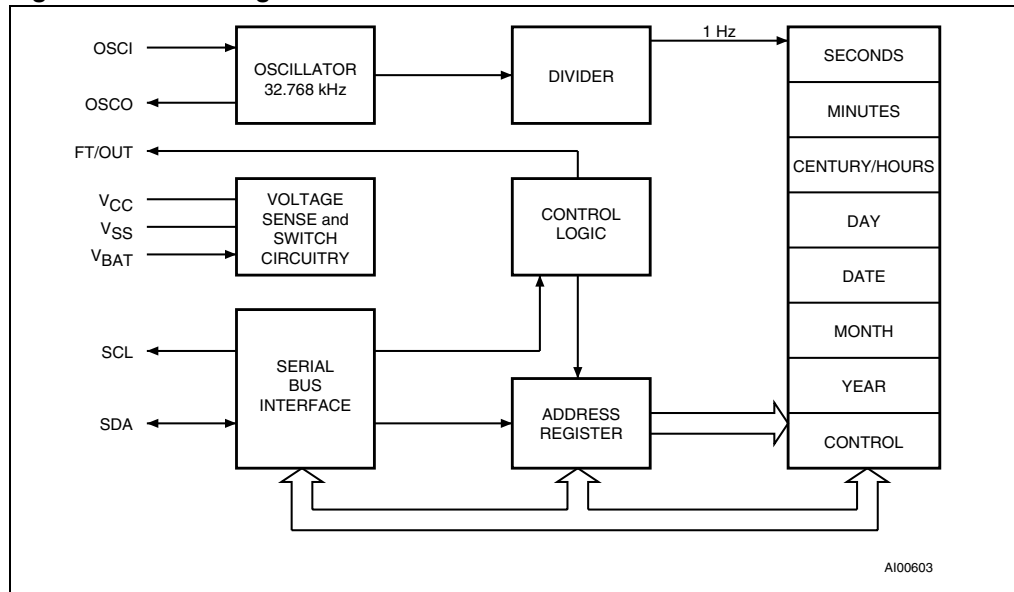 OSCI
OSCO
FT/OUT
VCC
VSS
VBAT
SCL
SDA
OSCILLATOR
32.768 kHz
VOLTAGE
SENSE and
SWITCH
CIRCUITRY
SERIAL
BUS
INTERFACE
DIVIDER
CONTROL
LOGIC
ADDRESS
REGISTER
1 Hz
SECONDS
MINUTES
CENTURY/HOURS
DAY
DATE
MONTH
YEAR
CONTROL
AI00603